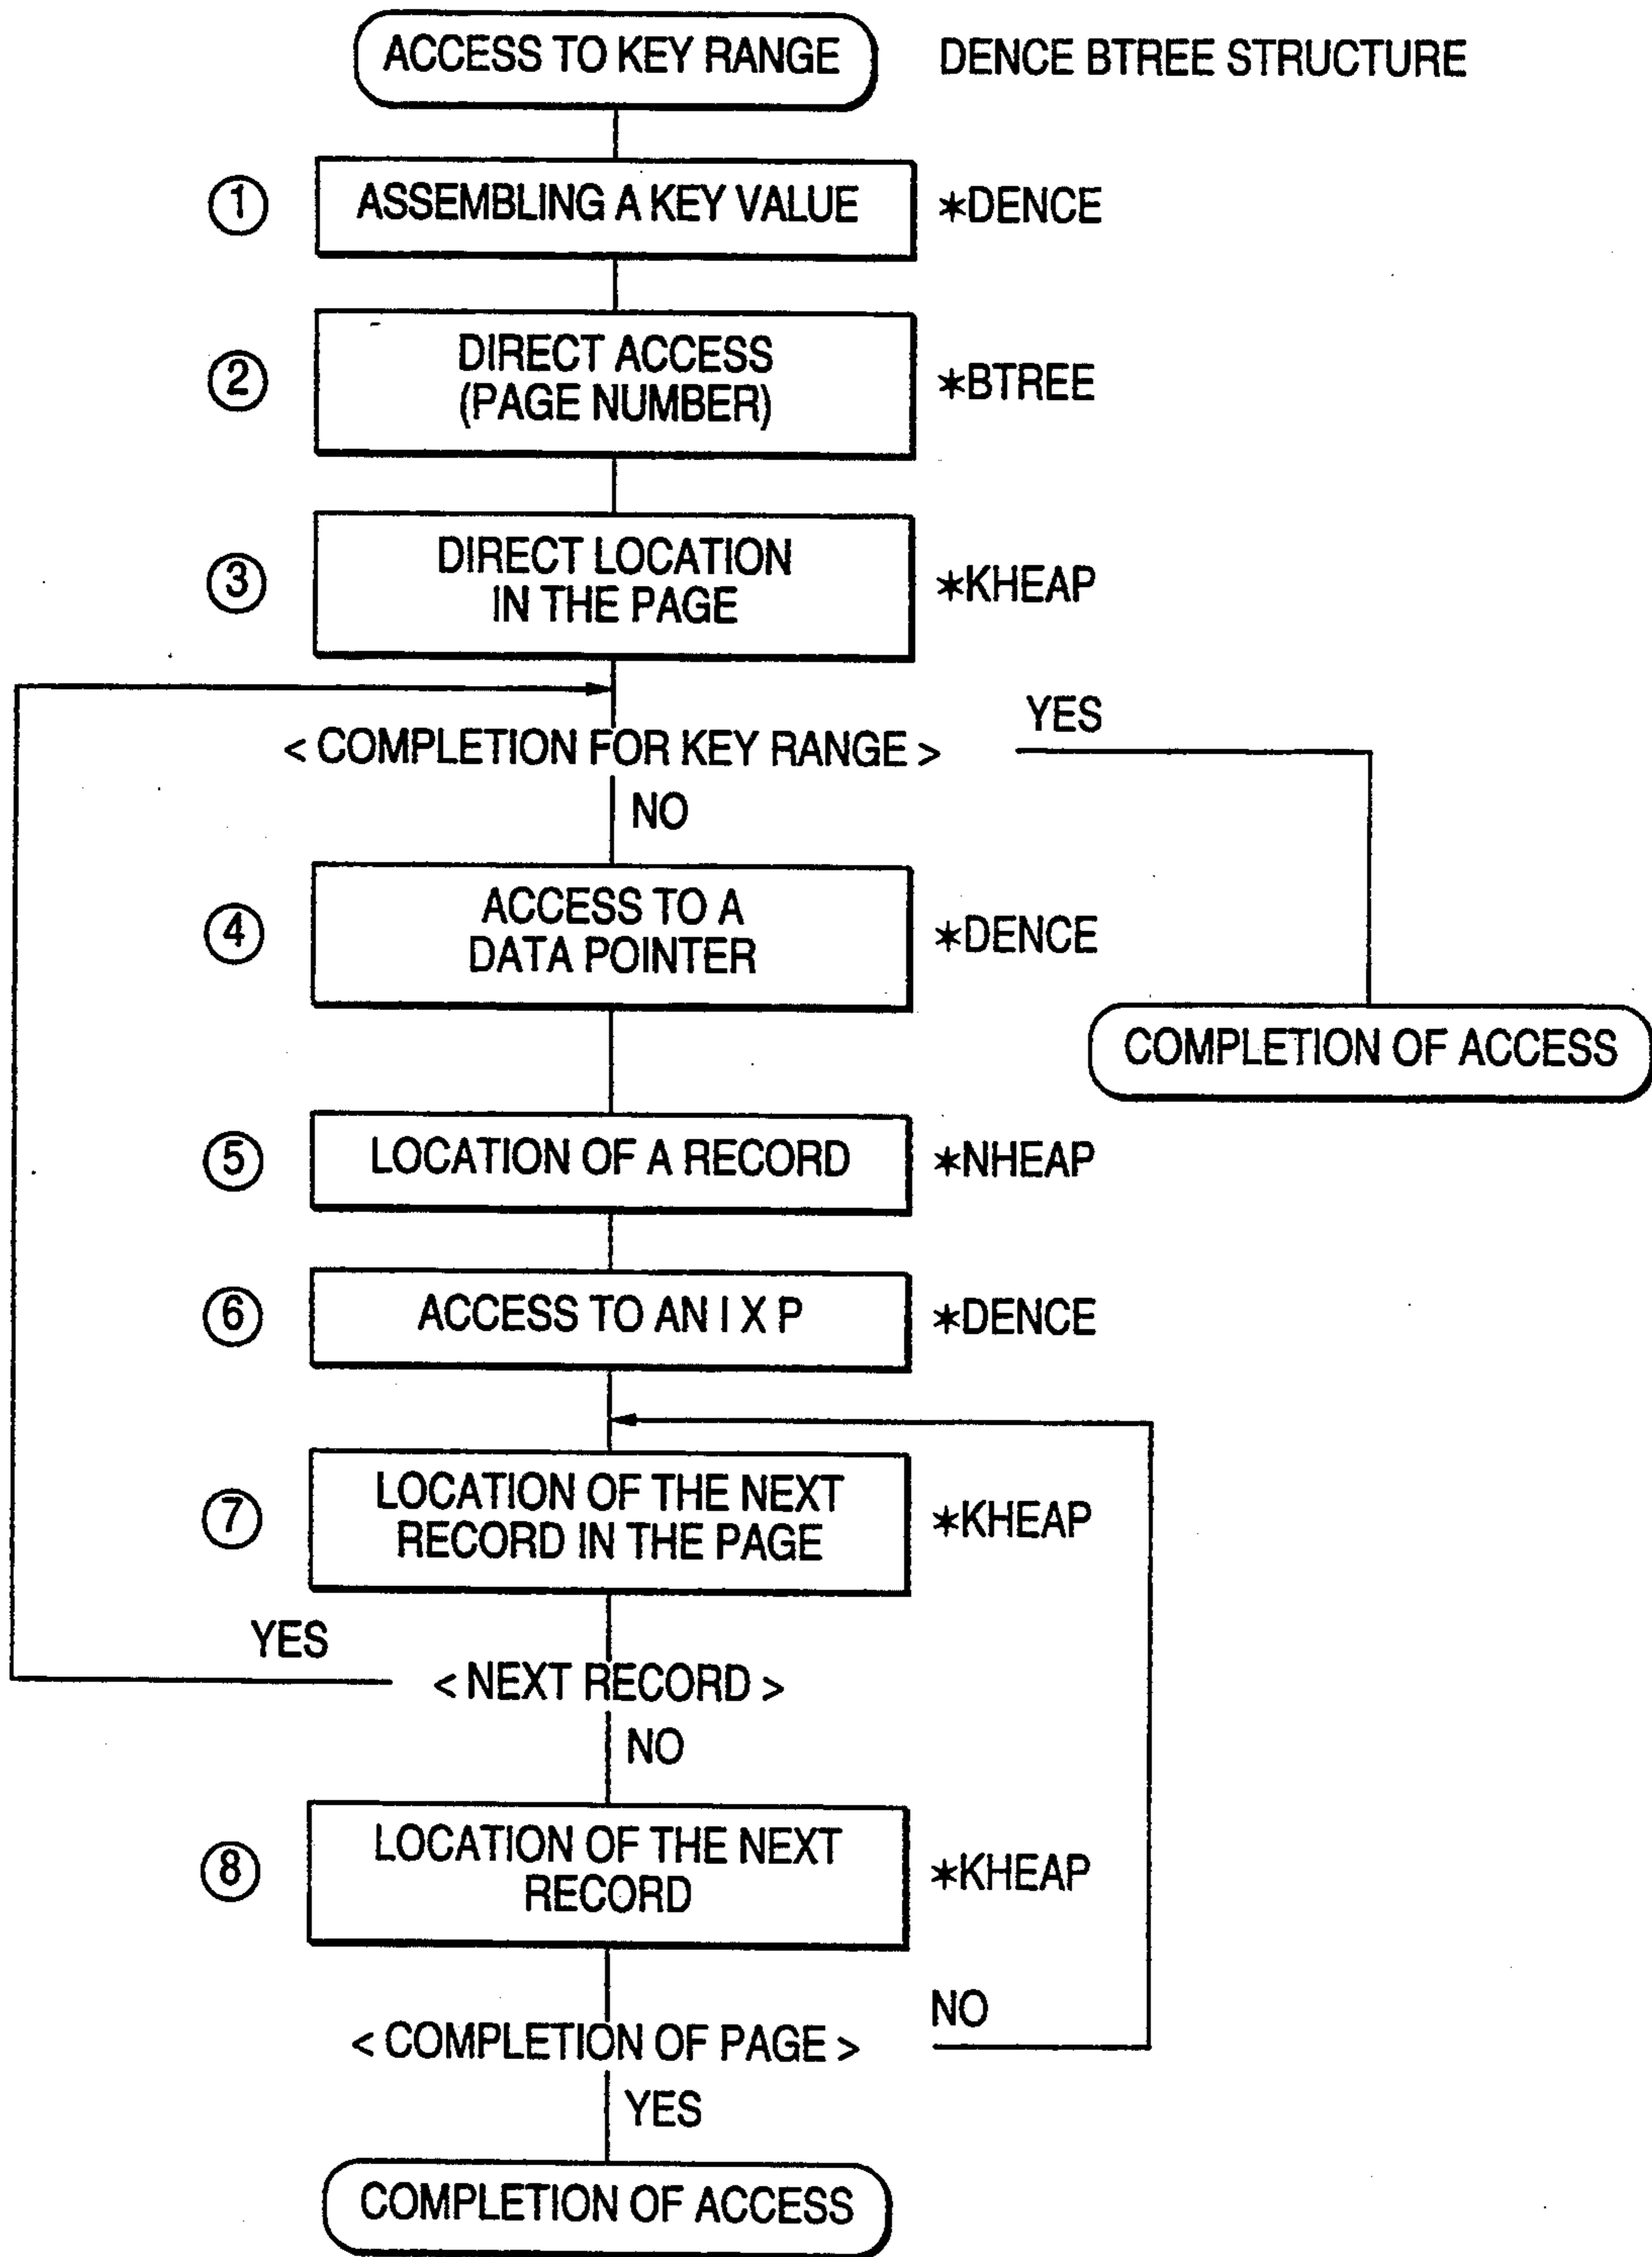 ACCESS TO KEY RANGE
DENCE BTREE STRUCTURE
1
ASSEMBLING A KEY VALUE
*DENCE
2
DIRECT ACCESS
(PAGE NUMBER)
*BTREE
3
DIRECT LOCATION
IN THE PAGE
*KHEAP
< COMPLETION FOR KEY RANGE >
YES
NO
4
ACCESS TO A
DATA POINTER
*DENCE
COMPLETION OF ACCESS
5
LOCATION OF A RECORD
*NHEAP
6
ACCESS TO AN I X P
*DENCE
7
LOCATION OF THE NEXT
RECORD IN THE PAGE
*KHEAP
YES
< NEXT RECORD >
NO
8
LOCATION OF THE NEXT
RECORD
*KHEAP
NO
< COMPLETION OF PAGE >
YES
COMPLETION OF ACCESS